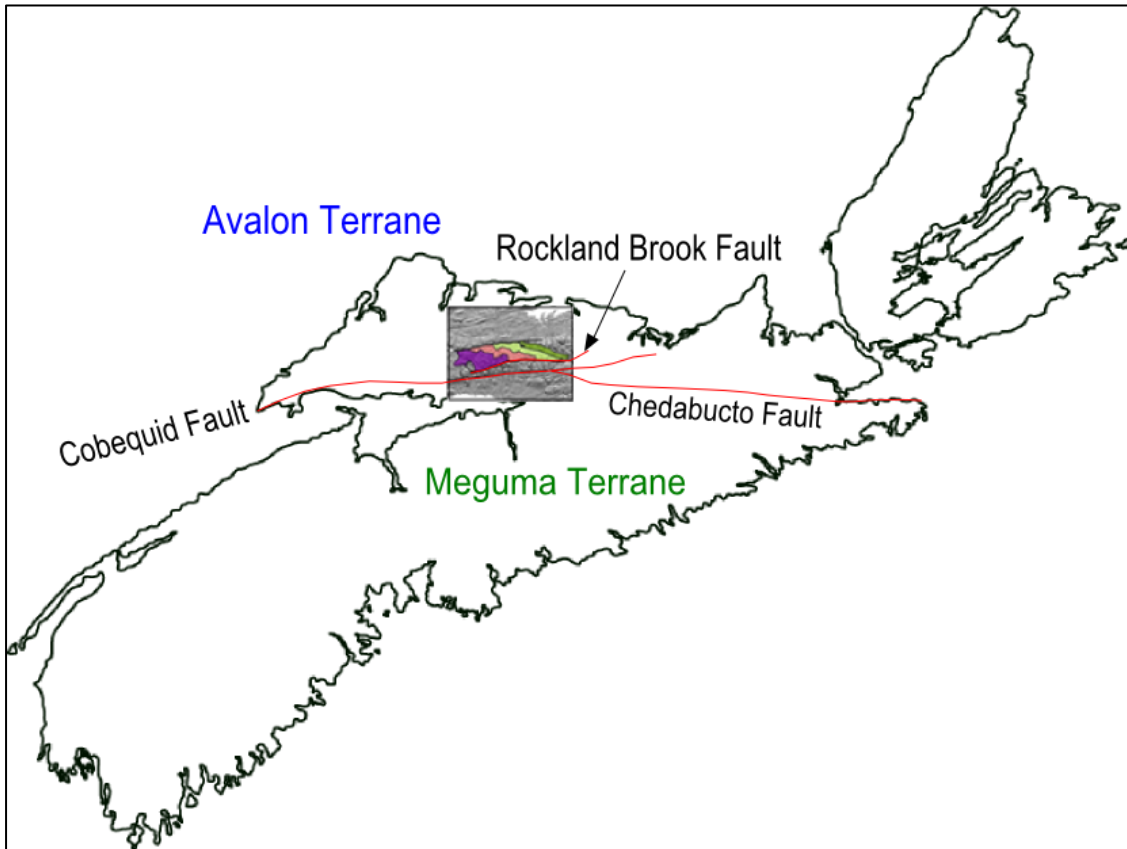 Avalon Terrane
Rockland Brook Fault
Cobequid Fault
Chedabucto Fault
Meguma Terrane